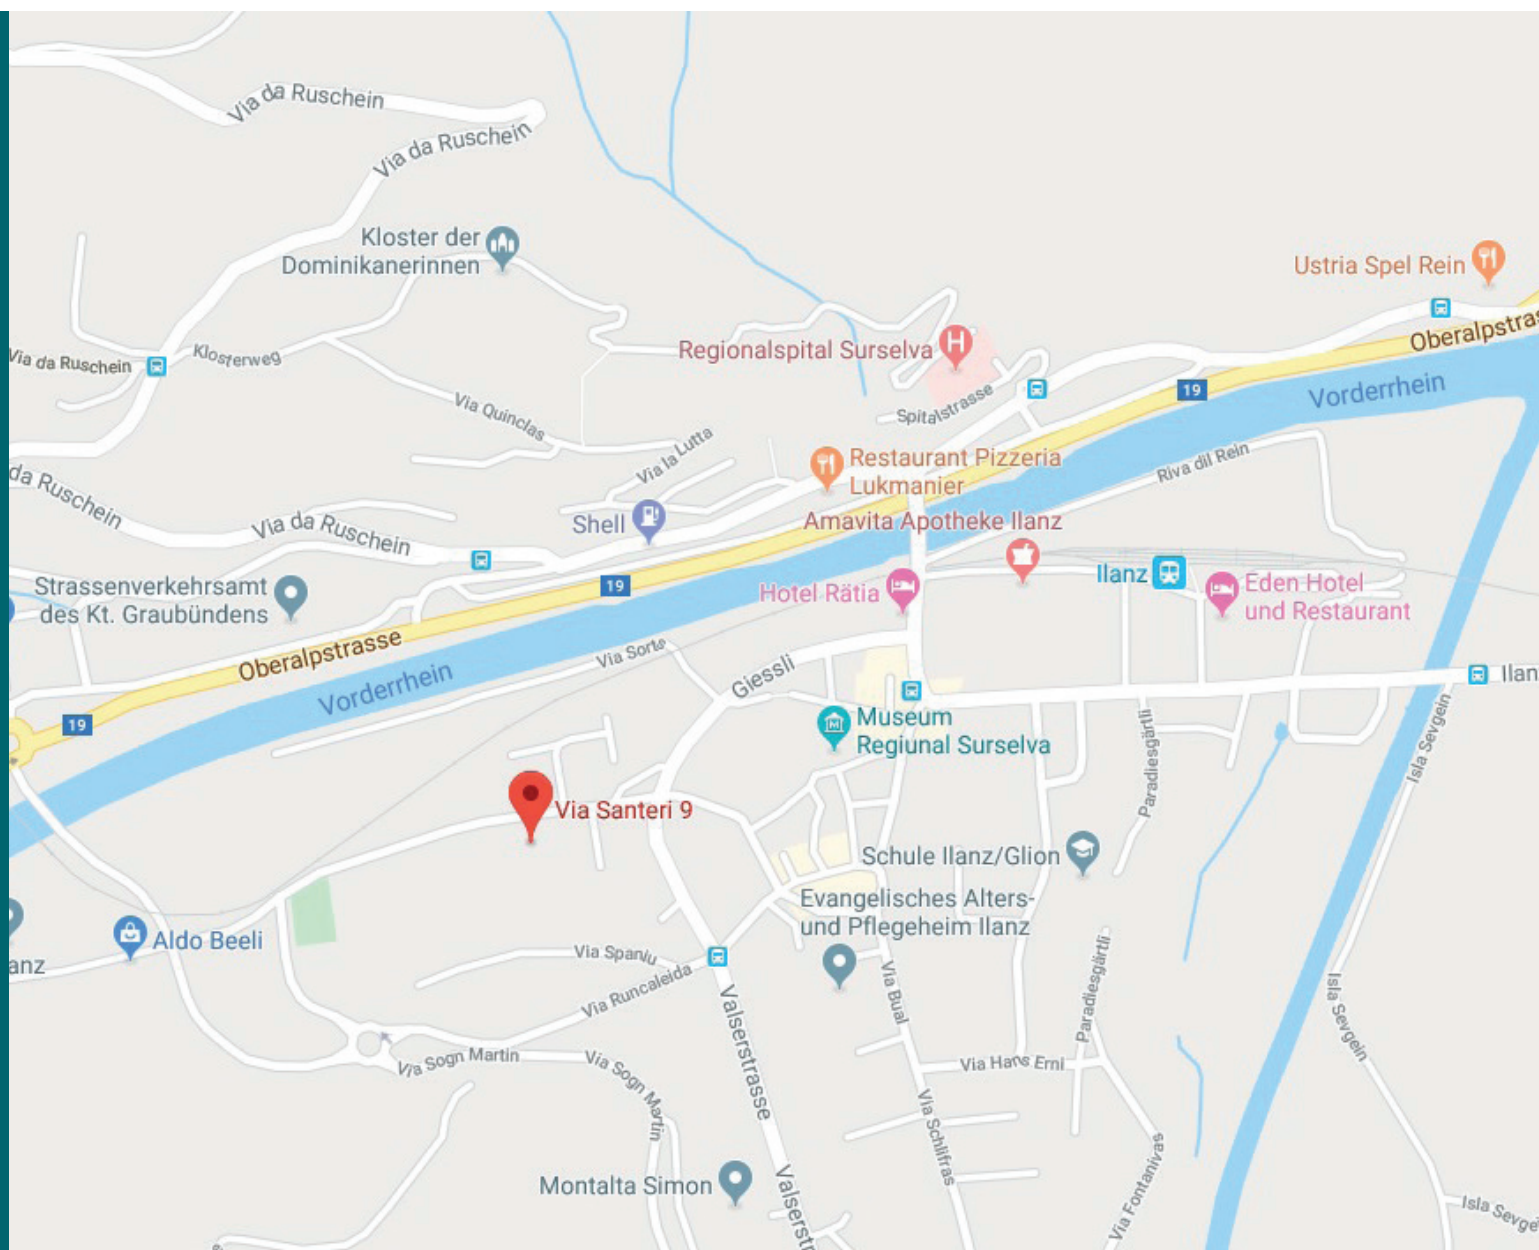 Via da Ruschein
Via da Ruschein
Kloster der
Dominikanerinnen
Ustria Spel Rein
Oberalpstras
Regionalspital Surselva
Via da Ruschein
Klosterweg
19
Vorderrhein
Spitalstrasse
Via Quinclas
Via la Lutta
Restaurant Pizzeria
Lukmanier
Riva dil Rein
da Ruschein
Via da Ruschein
Shell
Amavita Apotheke Ilanz
Strassenverkehrsamt
des Kt. Graubündens
19
Hotel Rätia
Ilanz
Eden Hotel
und Restaurant
Oberalpstrasse
Via Sorts
Vorderrhein
Giessli
Ilan
19
Museum
Regiunal Surselva
Paradiesgärtli
Isla Sevgein
Via Santeri 9
Schule Ilanz/Glion
Evangelisches Alters-
und Pflegeheim Ilanz
Aldo Beeli
anz
Via Spaniu
Via Runcaleida
Via Bual
Paradiesgärtli
Isla Sevgein
Valserstrasse
Via Sogn Martin
Via Sogn Martin
Via Hans Erni
Via Schlifras
Via Fontanivas
Montalta Simon
Valserstr
Isla Sevge